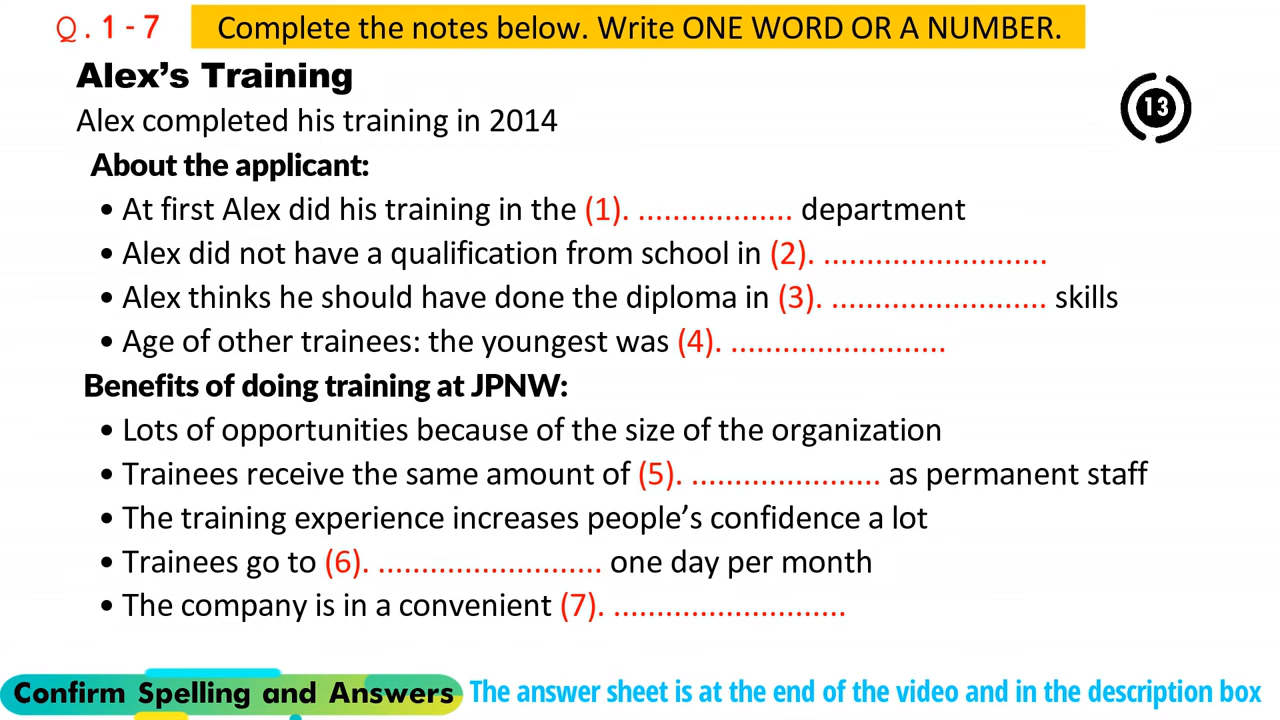 Q. 1 - 7
Complete the notes below. Write ONE WORD OR A NUMBER.
Alex's Training
13
Alex completed his training in 2014
About the applicant:
• At first Alex did his training in the (1). .................. department
• Alex did not have a qualification from school in (2). ..........................
• Alex thinks he should have done the diploma in (3). ......................... skills
• Age of other trainees: the youngest was (4). .........................
Benefits of doing training at JPNW:
• Lots of opportunities because of the size of the organization
• Trainees receive the same amount of (5). ...................... as permanent staff
• The training experience increases people's confidence a lot
• Trainees go to (6). .......................... one day per month
• The company is in a convenient (7). ...........................
Confirm Spelling and Answers
The answer sheet is at the end of the video and in the description box